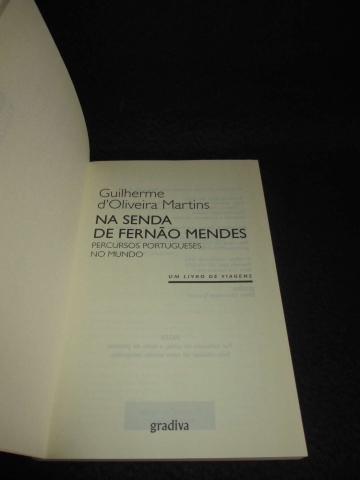 Guilherme
d'Oliveira Martins
NA SENDA
DE FERNÃO MENDES
PERCURSOS PORTUGUESES
NO MUNDO
UM LIVRO DE VIAGENS
gradiva